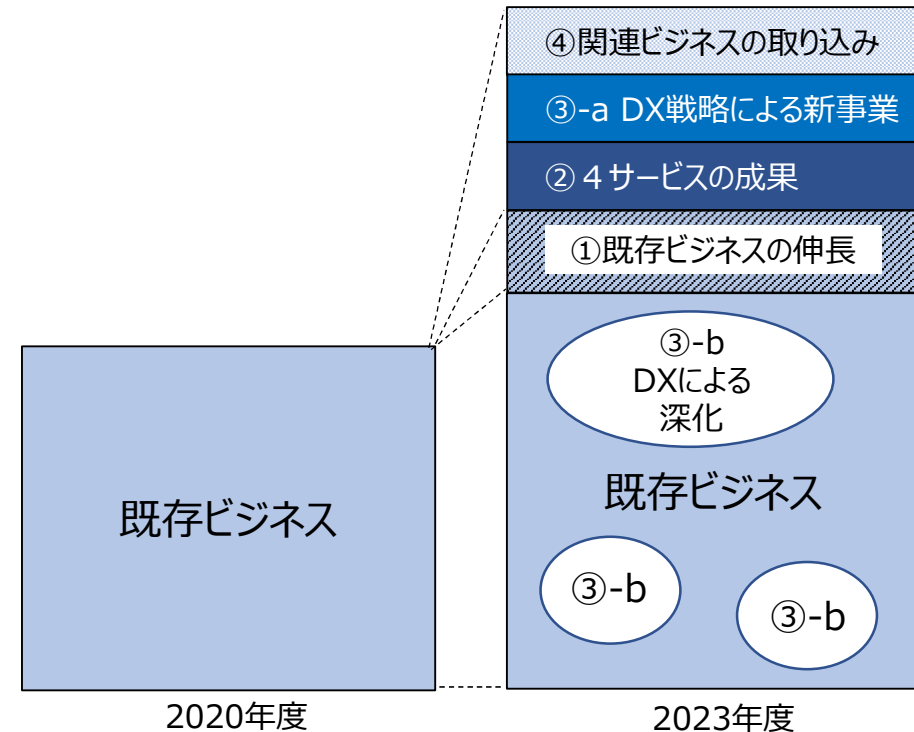 ④関連ビジネスの取り込み
③-a DX戦略による新事業
②４サービスの成果
①既存ビジネスの伸長
③-b
DXによる
深化
既存ビジネス
既存ビジネス
③-b
③-b
2020年度
2023年度